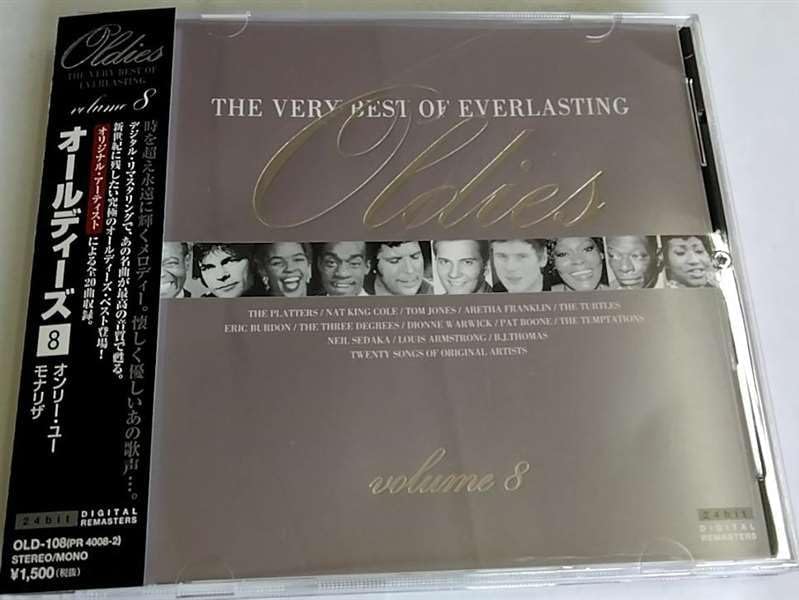 Oldies
THE VERY BEST OF
EVERLASTING
volume 8
時を超え永遠に輝くメロディー。懐しく優しいあの歌声…。
デジタル・リマスタリングで、あの名曲が最高の音質で甦る。
新世紀に残したい究極のオールディーズ・ベスト登場!
オリジナル・アーティストによる全20曲収録。
オールディーズ 8
オンリー・ユー
モナリザ
24bit DIGITAL REMASTERS
OLD-108(PR 4008-2)
STEREO/MONO
¥1,500(税抜)
THE VERY BEST OF EVERLASTING
Oldies
THE PLATTERS / NAT KING COLE / TOM JONES / ARETHA FRANKLIN / THE TURTLES
ERIC BURDON / THE THREE DEGREES / DIONNE WARWICK / PAT BOONE / THE TEMPTATIONS
NEIL SEDAKA / LOUIS ARMSTRONG / B.J.THOMAS
TWENTY SONGS OF ORIGINAL ARTISTS
volume 8
24bit
DIGITAL
REMASTERS